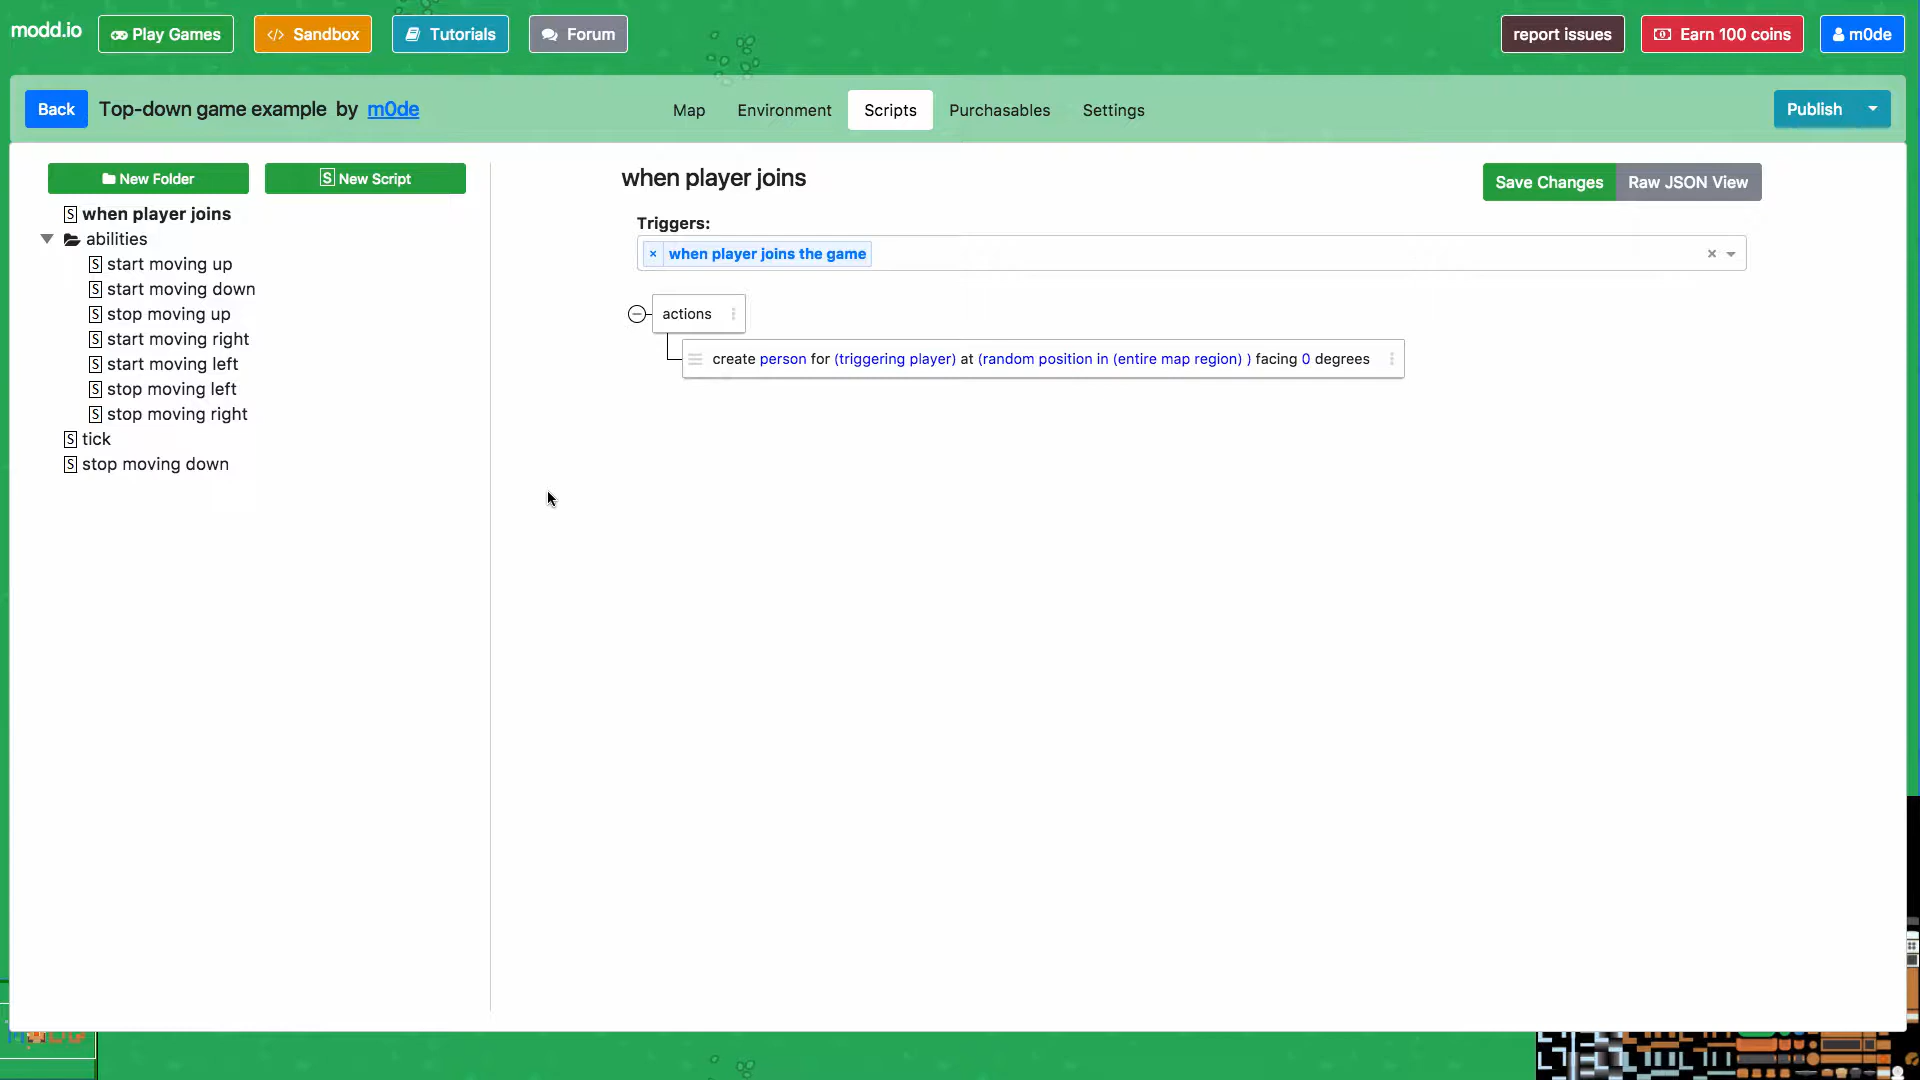 modd.io
Play Games
Sandbox
Tutorials
Forum
report issues
Earn 100 coins
m0de
Back
Top-down game example by m0de
Map
Environment
Scripts
Purchasables
Settings
Publish
New Folder
S New Script
S when player joins
abilities
S start moving up
S start moving down
S stop moving up
S start moving right
S start moving left
S stop moving left
S stop moving right
S tick
S stop moving down
when player joins
Save Changes
Raw JSON View
Triggers:
× when player joins the game ×
actions
create person for (triggering player) at (random position in (entire map region) ) facing 0 degrees